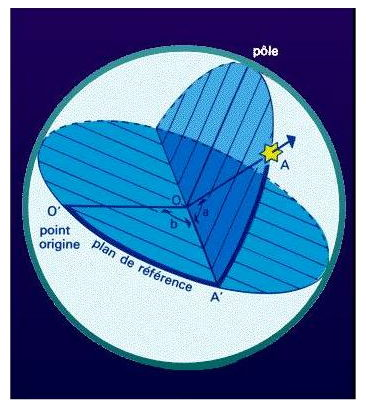 pôle
A
O
a
b
O'
point
origine
plan de référence
A'